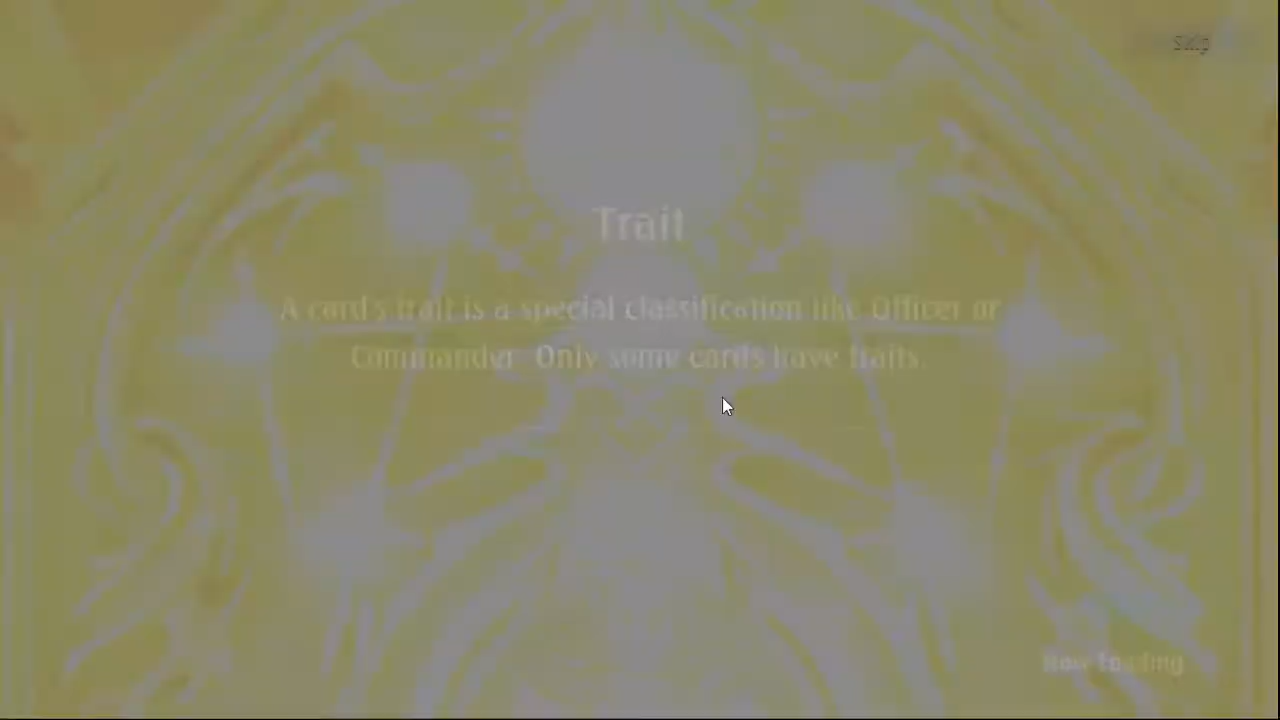 Skip
Trait
A card's trait is a special classification like Officer or
Commander. Only some cards have traits.
Now Loading